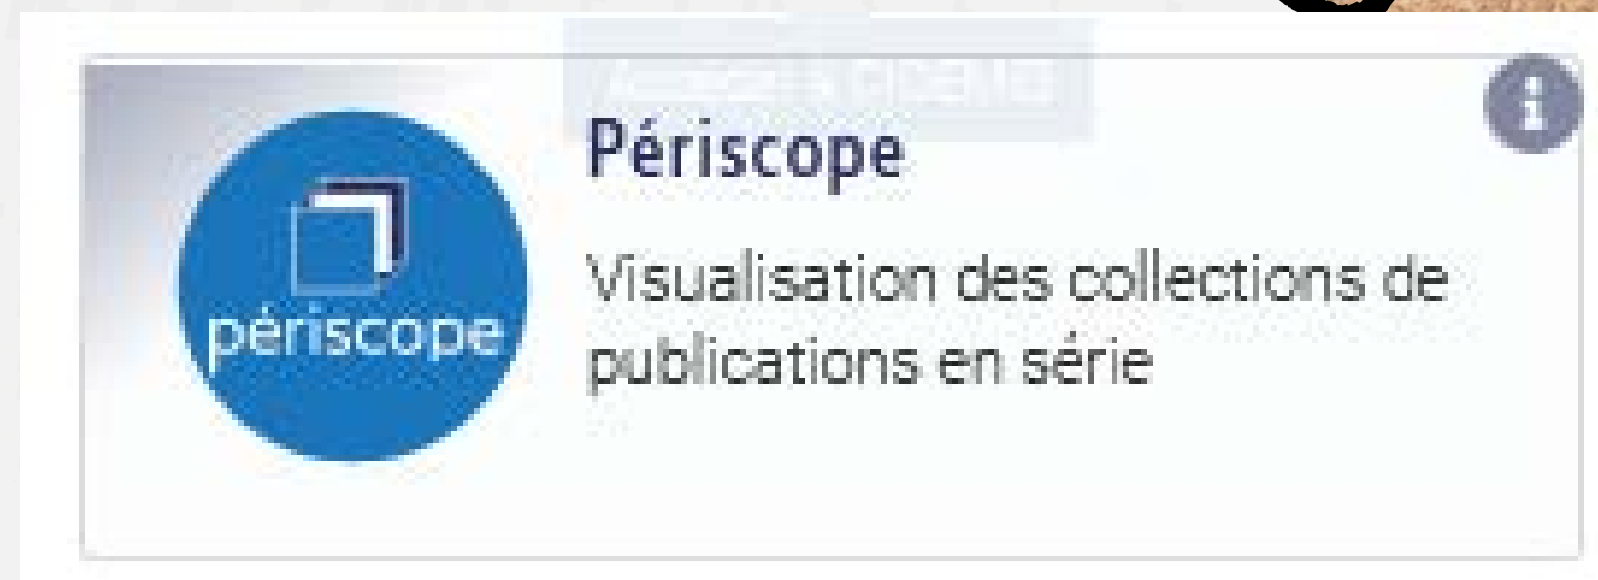 Périscope
périscope
Visualisation des collections de
publications en série